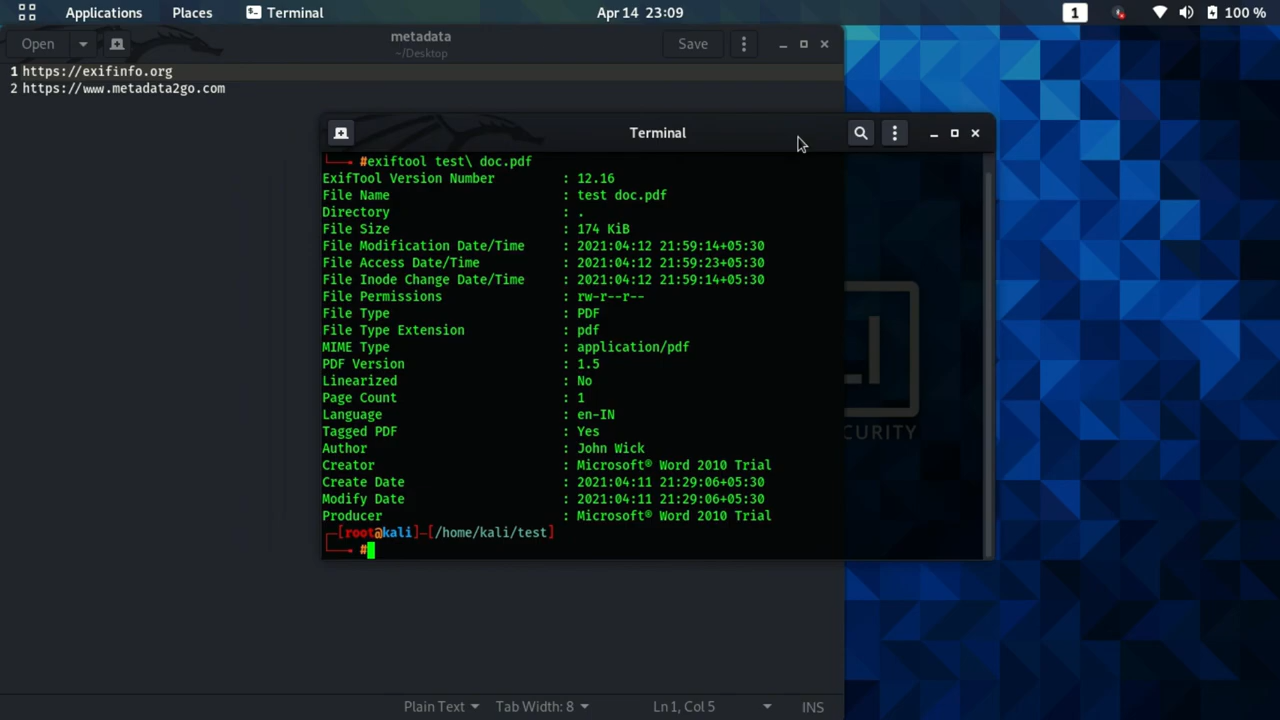 Applications Places Terminal Apr 14 23:09 1 100 %
Open metadata Save
~/Desktop
1 https://exifinfo.org
2 https://www.metadata2go.com
Terminal
#exiftool test\ doc.pdf
ExifTool Version Number : 12.16
File Name : test doc.pdf
Directory : .
File Size : 174 KiB
File Modification Date/Time : 2021:04:12 21:59:14+05:30
File Access Date/Time : 2021:04:12 21:59:23+05:30
File Inode Change Date/Time : 2021:04:12 21:59:14+05:30
File Permissions : rw-r--r--
File Type : PDF
File Type Extension : pdf
MIME Type : application/pdf
PDF Version : 1.5
Linearized : No
Page Count : 1
Language : en-IN
Tagged PDF : Yes
Author : John Wick
Creator : Microsoft® Word 2010 Trial
Create Date : 2021:04:11 21:29:06+05:30
Modify Date : 2021:04:11 21:29:06+05:30
Producer : Microsoft® Word 2010 Trial
[root@kali]-[/home/kali/test]
#
LI
CURITY
Plain Text Tab Width: 8 Ln 1, Col 5 INS